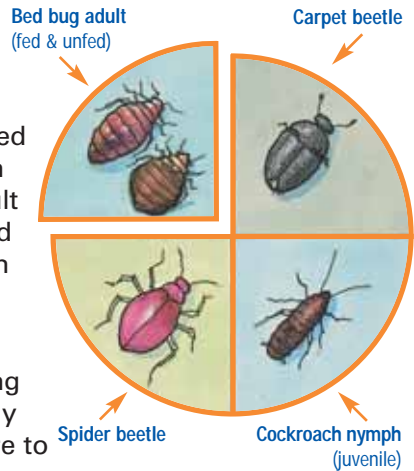 Bed bug adult
(fed & unfed)
Carpet beetle
Spider beetle
Cockroach nymph
(juvenile)